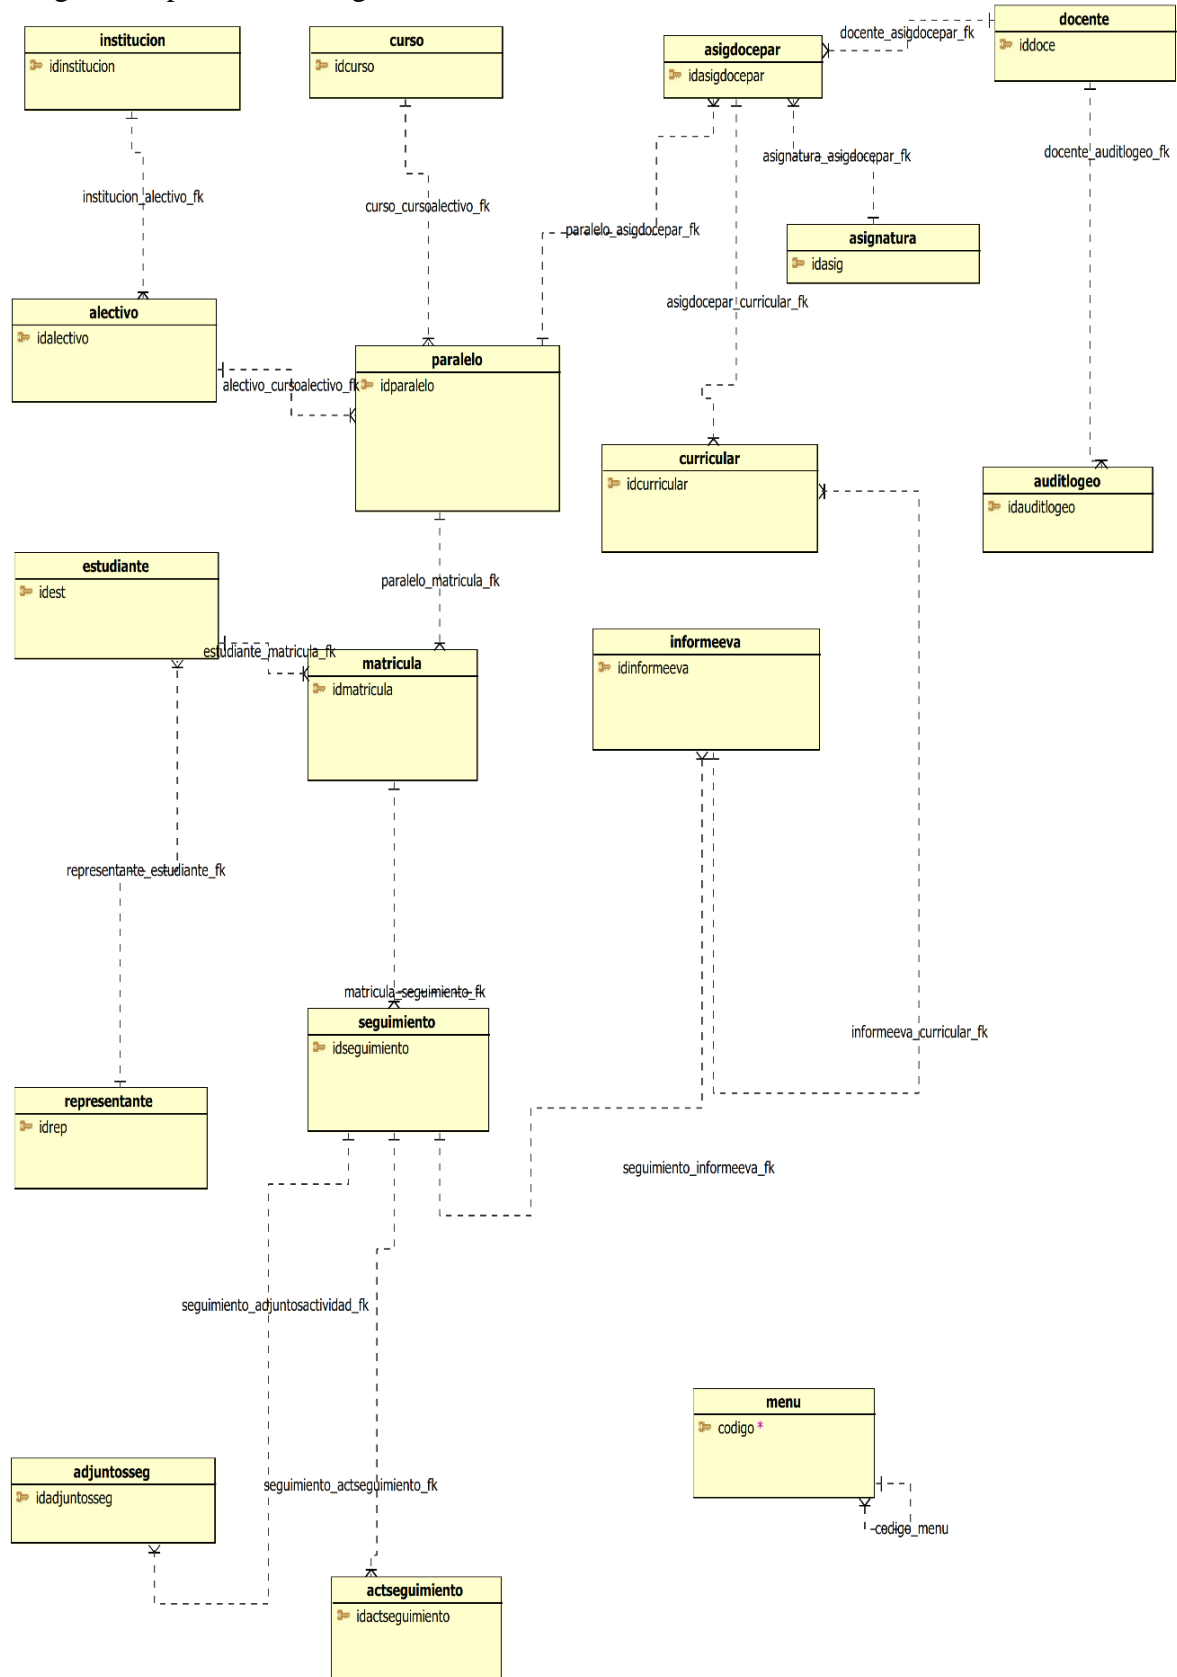 institucion
idinstitucion
curso
idcurso
asigdocepar
idasigdocepar
docente_asigdocepar_fk
docente
iddoce
institucion_alectivo_fk
curso_cursoalectivo_fk
asignatura_asigdocepar_fk
docente_auditlogeo_fk
paralelo_asigdocepar_fk
asignatura
idasig
asigdocepar_curricular_fk
alectivo
idalectivo
alectivo_cursoalectivo_fk
paralelo
idparalelo
curricular
idcurricular
auditlogeo
idauditlogeo
estudiante
idest
paralelo_matricula_fk
estudiante_matricula_fk
matricula
idmatricula
informeeva
idinformeeva
representante_estudiante_fk
matricula_seguimiento_fk
seguimiento
idseguimiento
informeeva_curricular_fk
representante
idrep
seguimiento_informeeva_fk
seguimiento_adjuntosactividad_fk
menu
codigo *
codigo_menu
adjuntosseg
idadjuntosseg
seguimiento_actseguimiento_fk
actseguimiento
idactseguimiento